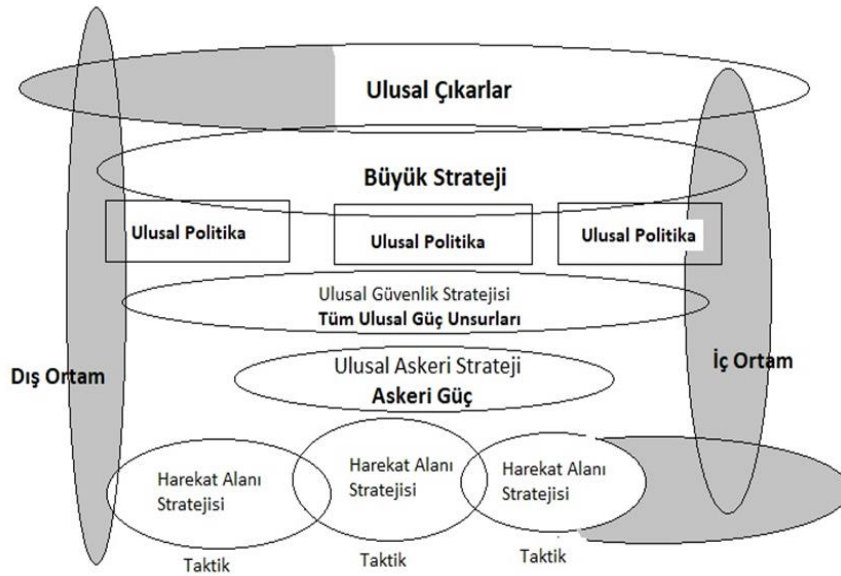 Ulusal Çıkarlar
Büyük Strateji
Ulusal Politika
Ulusal Politika
Ulusal Politika
Ulusal Güvenlik Stratejisi
Tüm Ulusal Güç Unsurları
Dış Ortam
Ulusal Askeri Strateji
Askeri Güç
İç Ortam
Harekat Alanı
Stratejisi
Harekat Alanı
Stratejisi
Harekat Alanı
Stratejisi
Taktik
Taktik
Taktik